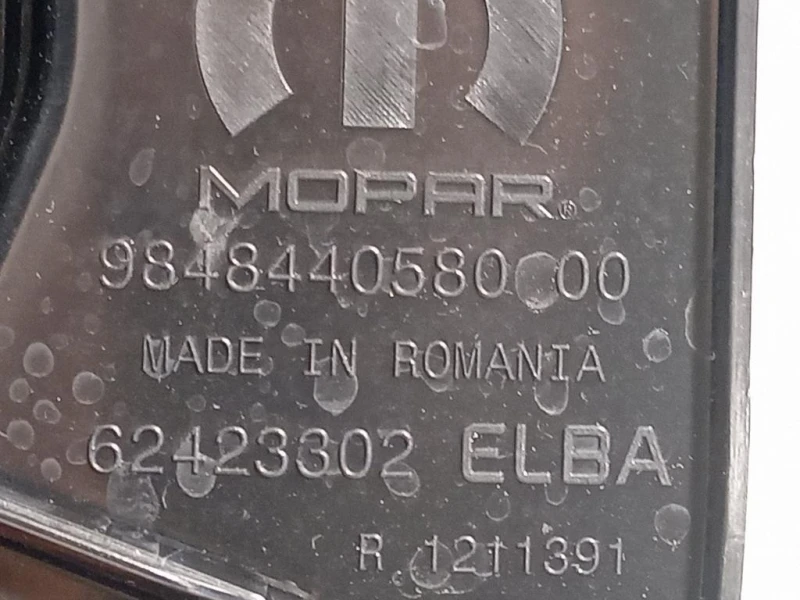 MOPAR®
9848440580 00
MADE IN ROMANIA
62423302 ELBA
R 1211391